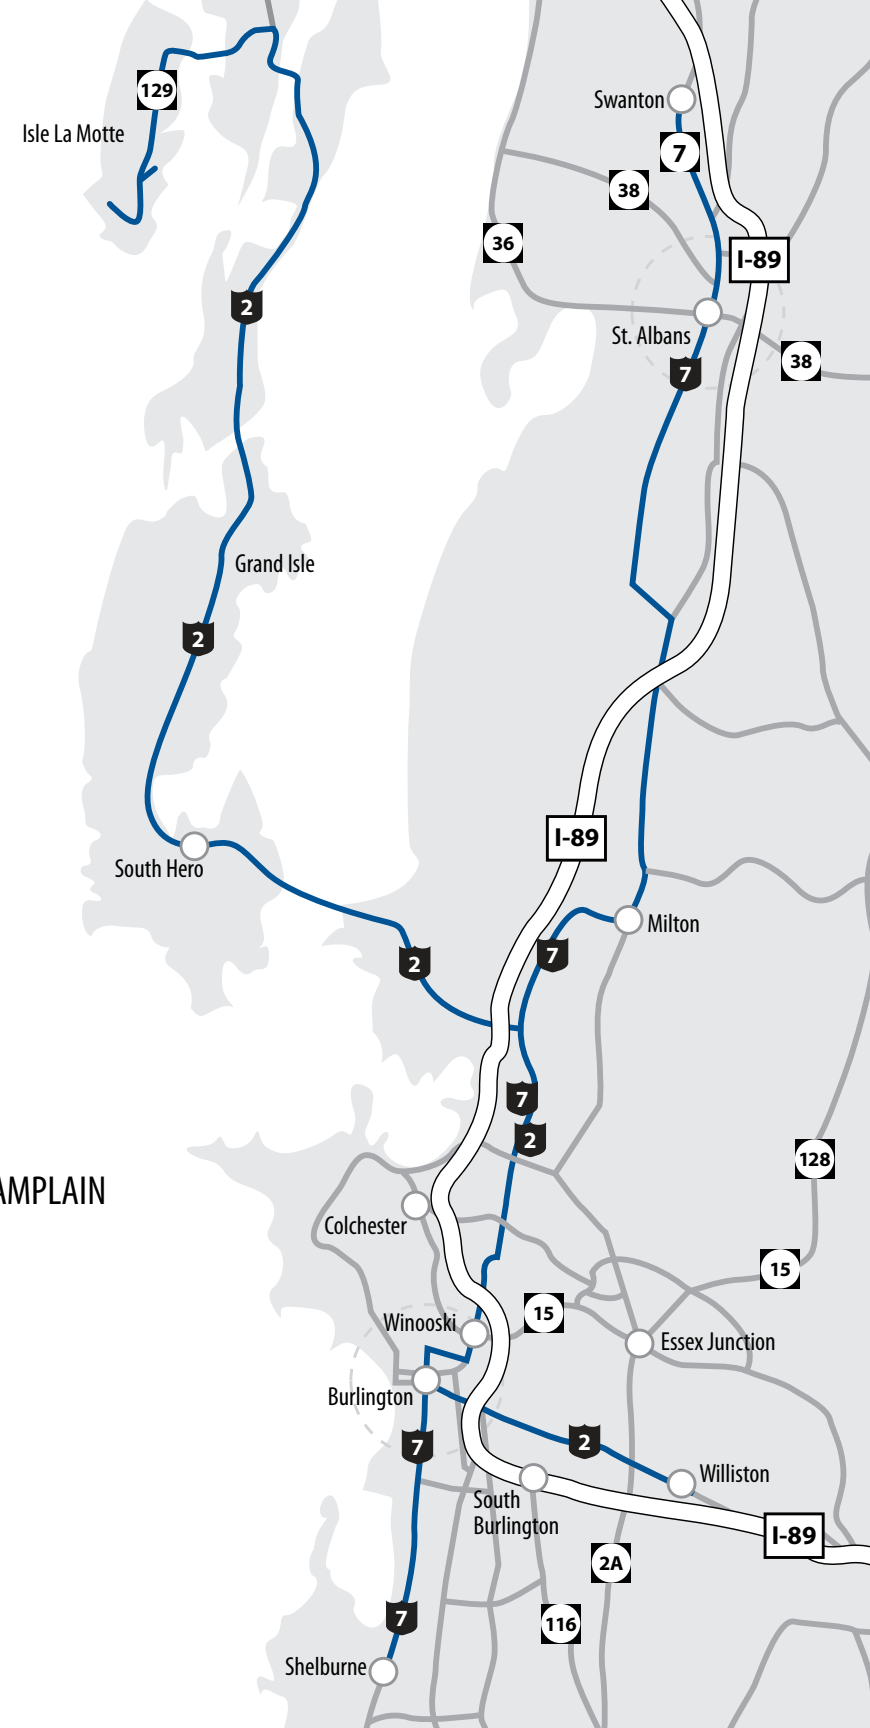 Swanton
129
Isle La Motte
7
38
36
I-89
2
St. Albans
38
7
Grand Isle
2
I-89
South Hero
Milton
7
2
7
2
128
AMPLAIN
Colchester
15
15
Winooski
Essex Junction
Burlington
7
2
Williston
South
Burlington
I-89
2A
7
116
Shelburne